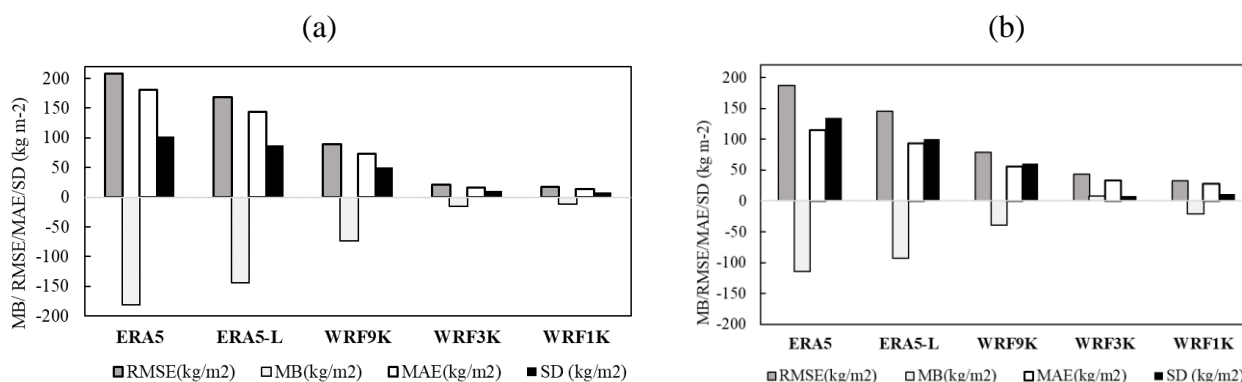 (a)
MB/ RMSE/MAE/SD (kg m-2)
200
150
100
50
0
-50
-100
-150
-200
ERA5 ERA5-L WRF9K WRF3K WRF1K
RMSE(kg/m2) MB(kg/m2) MAE(kg/m2) SD (kg/m2)
(b)
MB/RMSE/MAE/SD (kg m-2)
200
150
100
50
0
-50
-100
-150
-200
ERA5 ERA5-L WRF9K WRF3K WRF1K
RMSE(kg/m2) MB(kg/m2) MAE(kg/m2) SD (kg/m2)